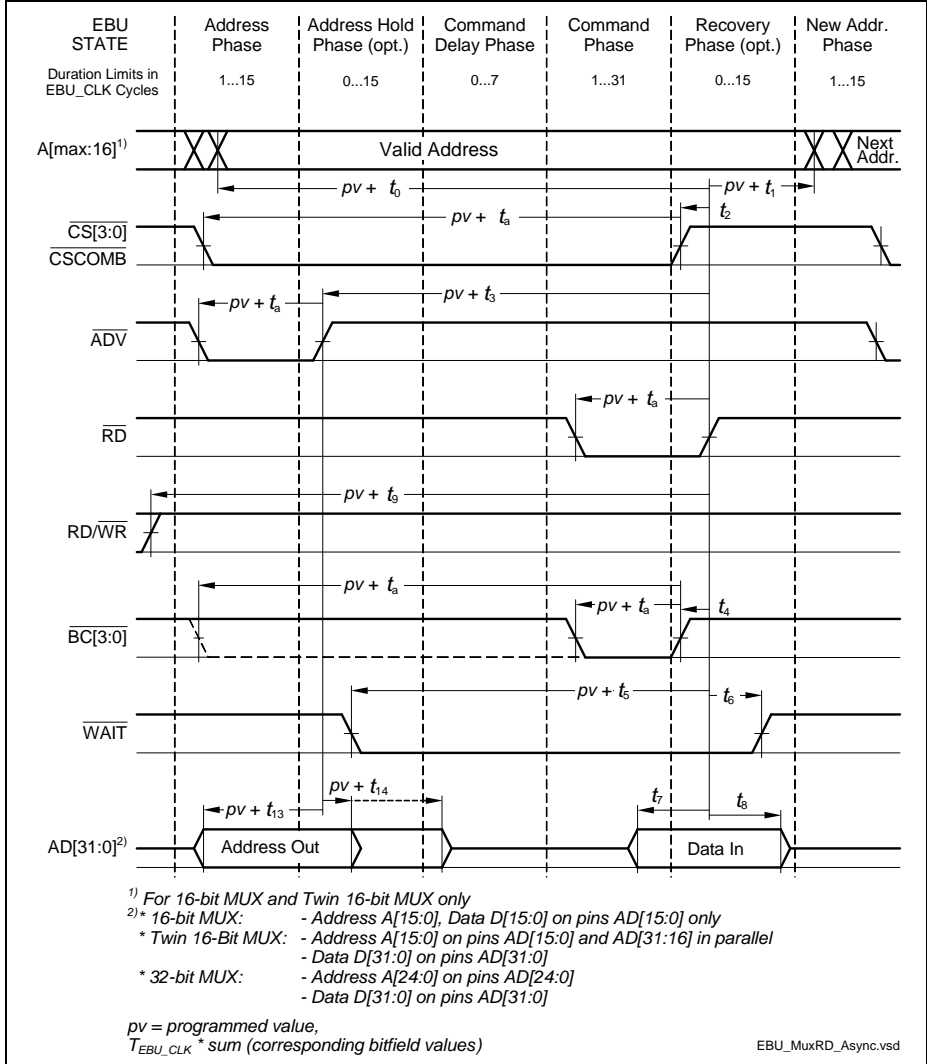 EBU STATE
Address Phase
Address Hold Phase (opt.)
Command Delay Phase
Command Phase
Recovery Phase (opt.)
New Addr. Phase
Duration Limits in EBU_CLK Cycles
1...15
0...15
0...7
1...31
0...15
1...15
A[max:16]1)
Valid Address
Next Addr.
pv + t0
pv + t1
pv + ta
t2
CS[3:0]
CSCOMB
pv + ta
pv + t3
ADV
pv + ta
RD
pv + t9
RD/WR
pv + ta
pv + ta
t4
BC[3:0]
pv + t5
t6
WAIT
pv + t14
pv + t13
t7
t8
AD[31:0]2)
Address Out
Data In
1) For 16-bit MUX and Twin 16-bit MUX only
2)* 16-bit MUX: - Address A[15:0], Data D[15:0] on pins AD[15:0] only
* Twin 16-Bit MUX: - Address A[15:0] on pins AD[15:0] and AD[31:16] in parallel
- Data D[31:0] on pins AD[31:0]
* 32-bit MUX: - Address A[24:0] on pins AD[24:0]
- Data D[31:0] on pins AD[31:0]
pv = programmed value,
TEBU_CLK * sum (corresponding bitfield values)
EBU_MuxRD_Async.vsd